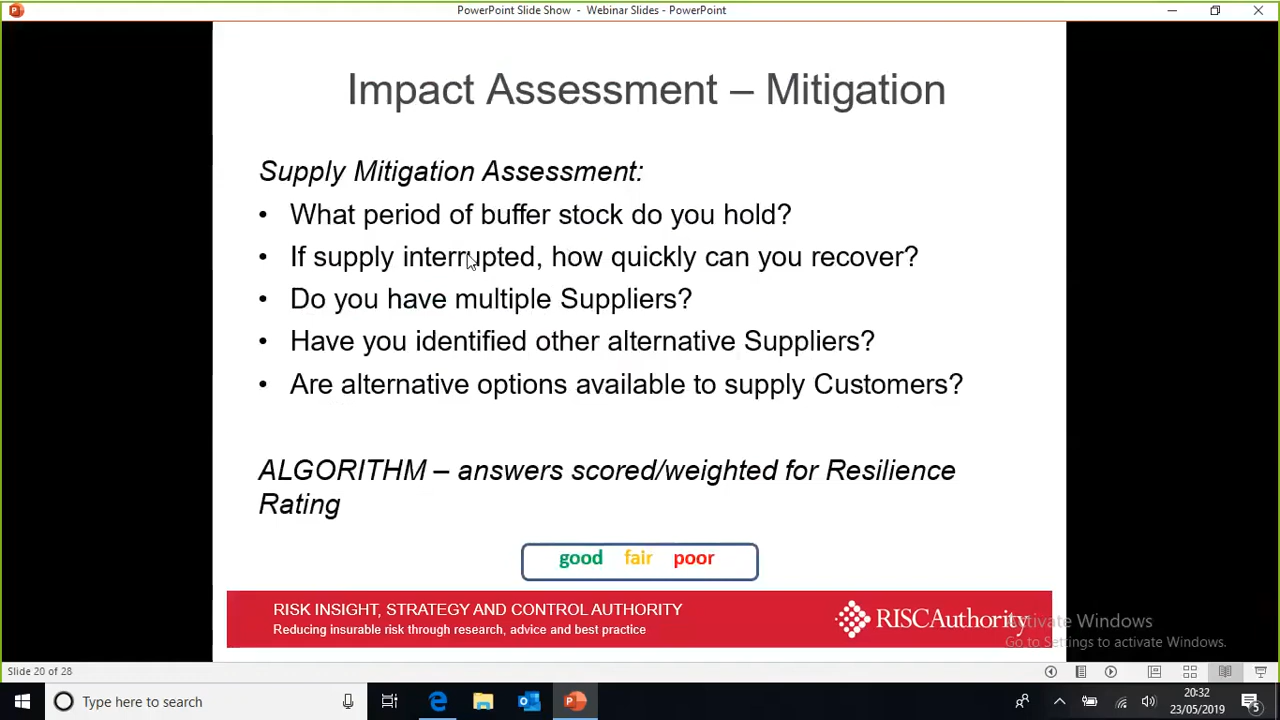 PowerPoint Slide Show - Webinar Slides - PowerPoint
Impact Assessment – Mitigation
Supply Mitigation Assessment:
• What period of buffer stock do you hold?
• If supply interrupted, how quickly can you recover?
• Do you have multiple Suppliers?
• Have you identified other alternative Suppliers?
• Are alternative options available to supply Customers?
ALGORITHM – answers scored/weighted for Resilience
Rating
good fair poor
RISK INSIGHT, STRATEGY AND CONTROL AUTHORITY
Reducing insurable risk through research, advice and best practice
RISCAuthority
Activate Windows
Go to Settings to activate Windows.
Slide 20 of 28
Type here to search
20:32
23/05/2019
5